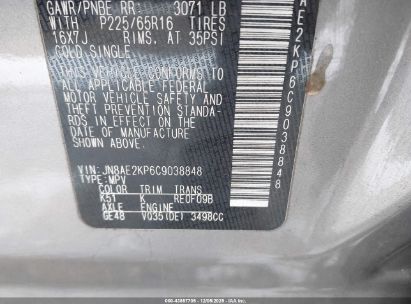 GAWR/PNBE RR: 3071 LB
WITH P225/65R16 TIRES
16X7J RIMS, AT 35PSI
COLD SINGLE
THIS VEHICLE CONFORMS TO
ALL APPLICABLE FEDERAL
MOTOR VEHICLE SAFETY
AND THEFT PREVENTION STANDA-
RDS IN EFFECT ON THE DATE
OF MANUFACTURE SHOWN
ABOVE.
VIN: JN8AE2KP6C9038848
TYPE:MPV
COLOR TRIM TRANS
K51 K RE0F09B
AXLE ENGINE
GE48 VQ35(DE) 3498CC
AE2KP6C9038848